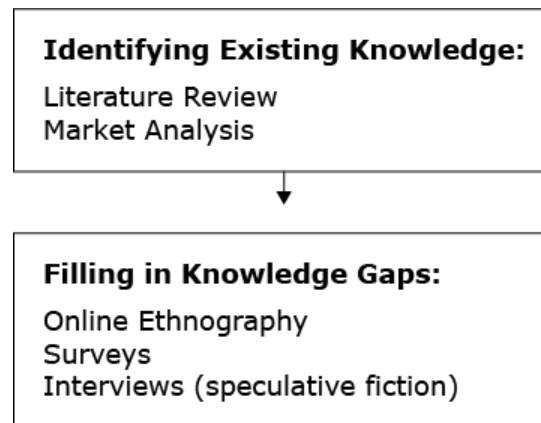 Identifying Existing Knowledge:
Literature Review
Market Analysis
Filling in Knowledge Gaps:
Online Ethnography
Surveys
Interviews (speculative fiction)